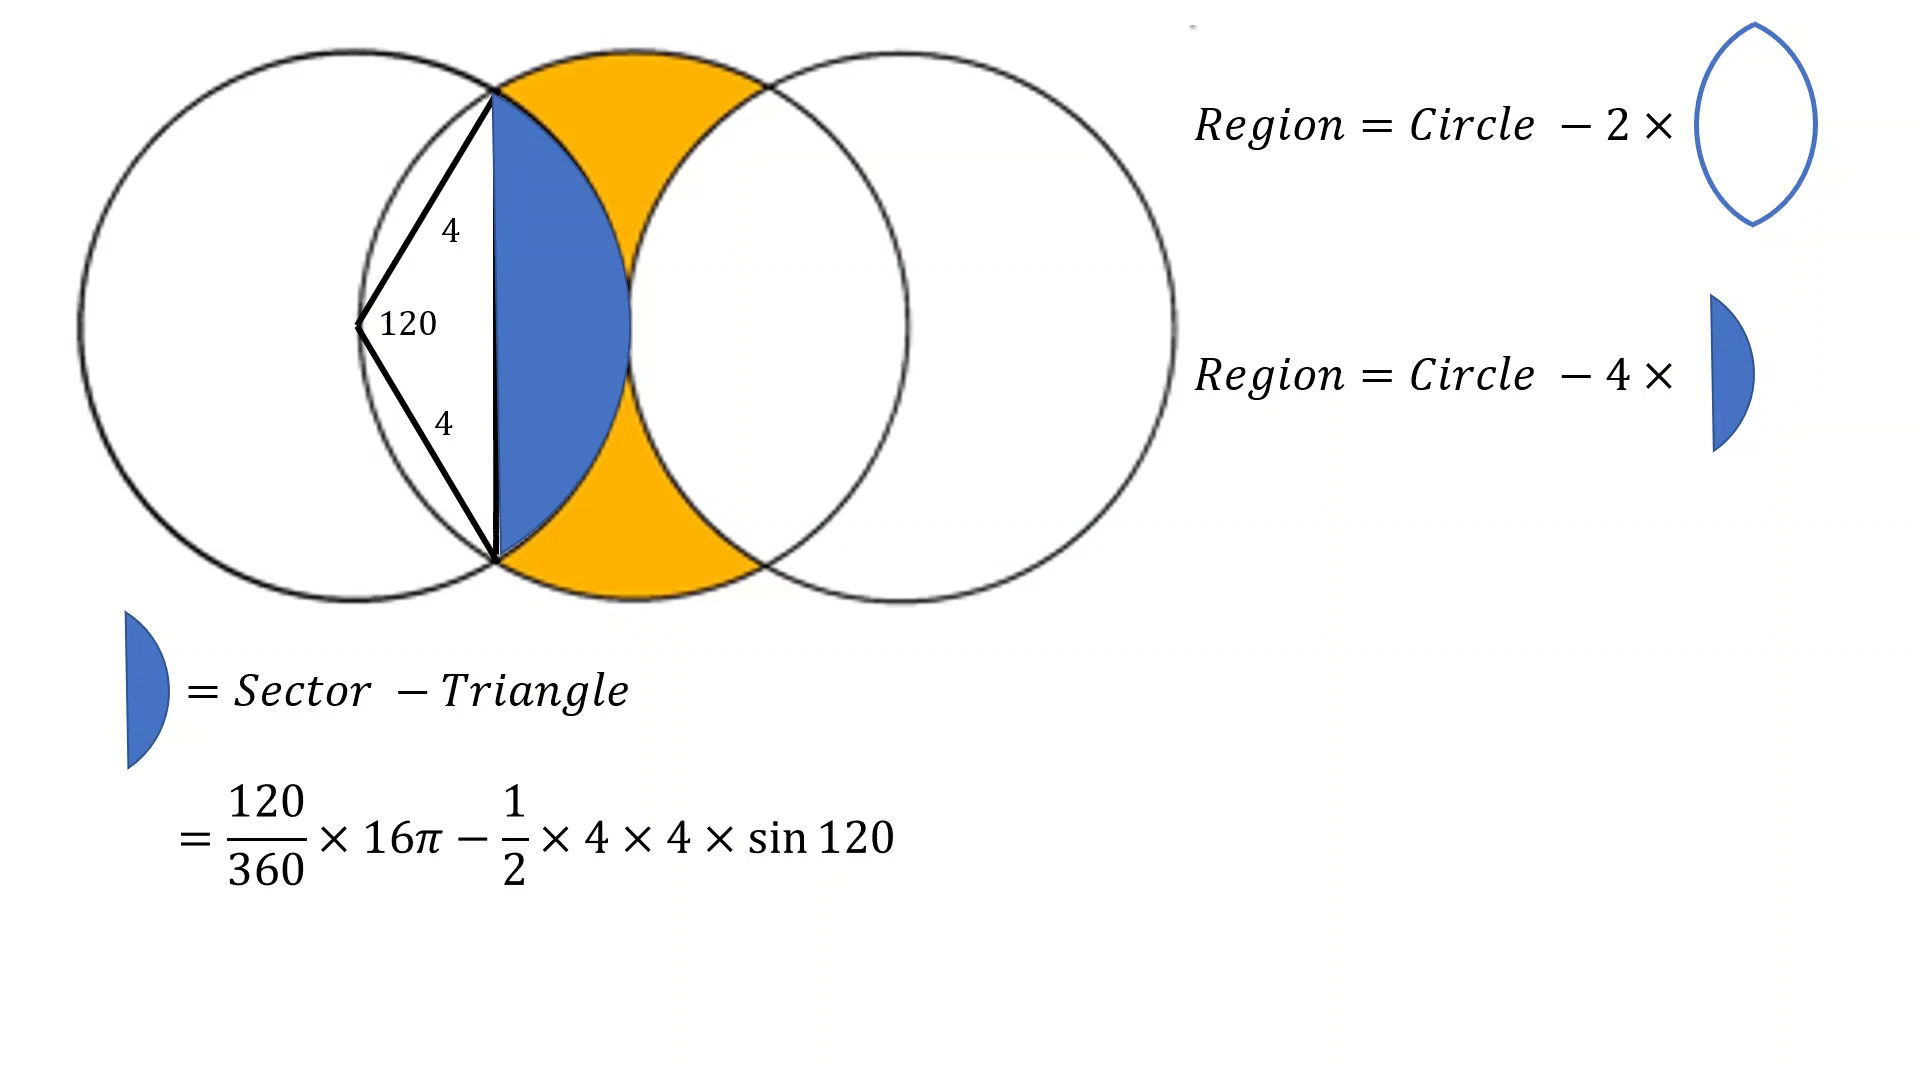 4
120
4
Region = Circle − 2 ×
Region = Circle − 4 ×
= Sector − Triangle
= 120/360 × 16π − 1/2 × 4 × 4 × sin 120